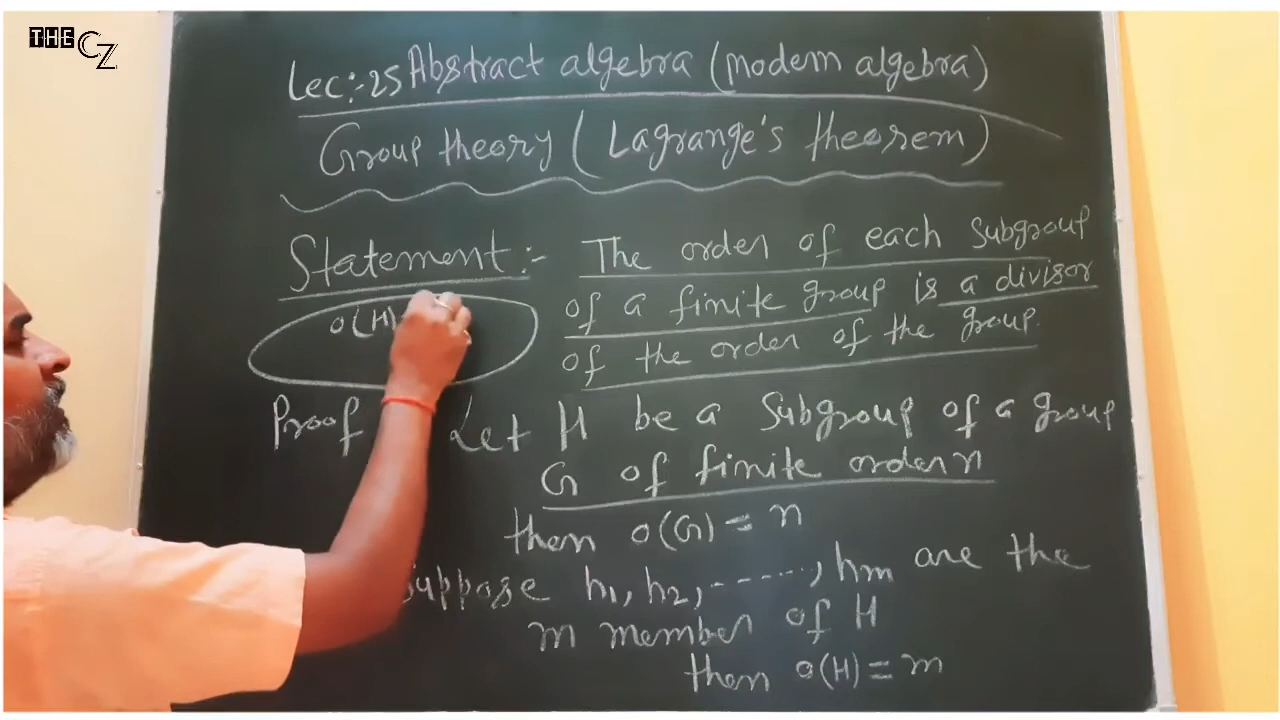 THE CZ
Lec:-25 Abstract algebra (modern algebra)
Group theory (Lagrange's theorem)
Statement:- The order of each Subgroup
of a finite group is a divisor
of the order of the group.
o(H)
Proof Let H be a Subgroup of a group
G of finite order n
then o(G) = n
Suppose h1, h2, ------, hm are the
m member of H
then o(H) = m